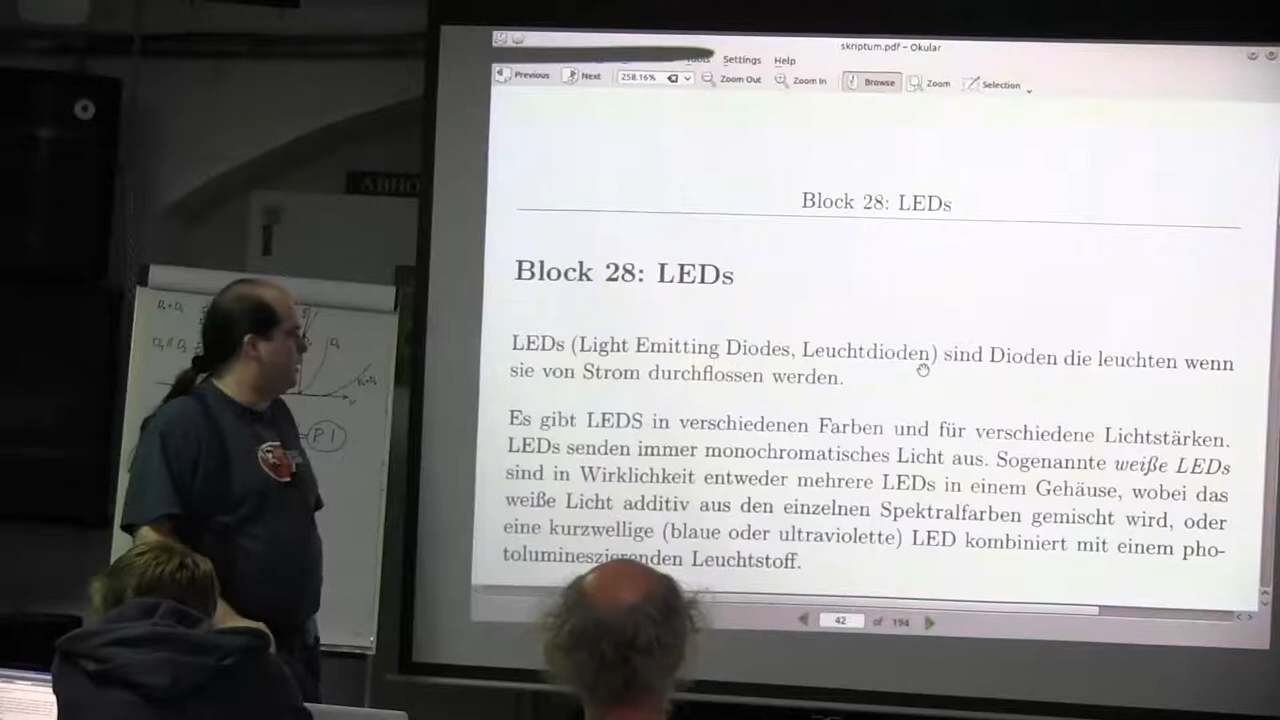 skriptum.pdf – Okular
Tools Settings Help
Previous Next 258.16% Zoom Out Zoom In Browse Zoom Selection
ABHO
Block 28: LEDs
Block 28: LEDs
LEDs (Light Emitting Diodes, Leuchtdioden) sind Dioden die leuchten wenn
sie von Strom durchflossen werden.
Es gibt LEDS in verschiedenen Farben und für verschiedene Lichtstärken.
LEDs senden immer monochromatisches Licht aus. Sogenannte weiße LEDs
sind in Wirklichkeit entweder mehrere LEDs in einem Gehäuse, wobei das
weiße Licht additiv aus den einzelnen Spektralfarben gemischt wird, oder
eine kurzwellige (blaue oder ultraviolette) LED kombiniert mit einem pho-
tolumineszierenden Leuchtstoff.
42 of 194
P1